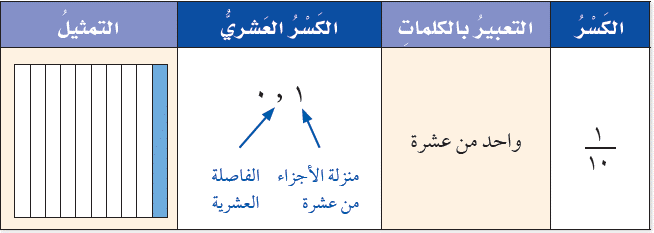 الكَسْرُ
التعبيرُ بالكلماتِ
الكَسْرُ العَشريُّ
التمثيلُ
١
١٠
واحد من عشرة
٠,١
منزلة الأجزاء
من عشرة
الفاصلة
العشرية